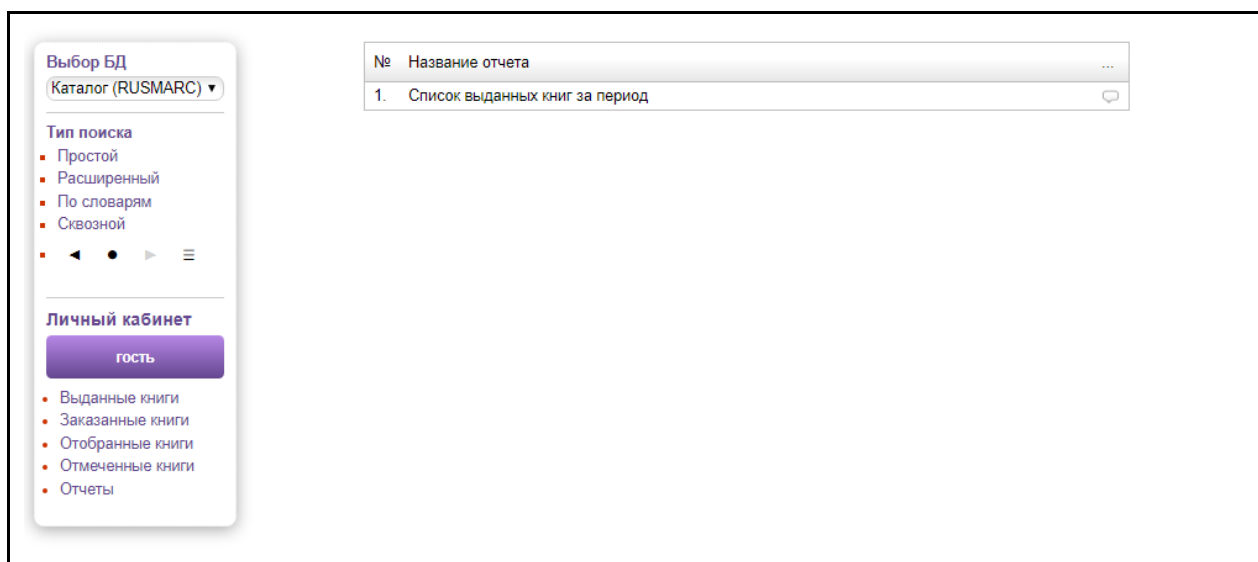 Выбор БД
Каталог (RUSMARC) ▼
Тип поиска
Простой
Расширенный
По словарям
Сквозной
Личный кабинет
гость
Выданные книги
Заказанные книги
Отобранные книги
Отмеченные книги
Отчеты
№ Название отчета ...
1. Список выданных книг за период